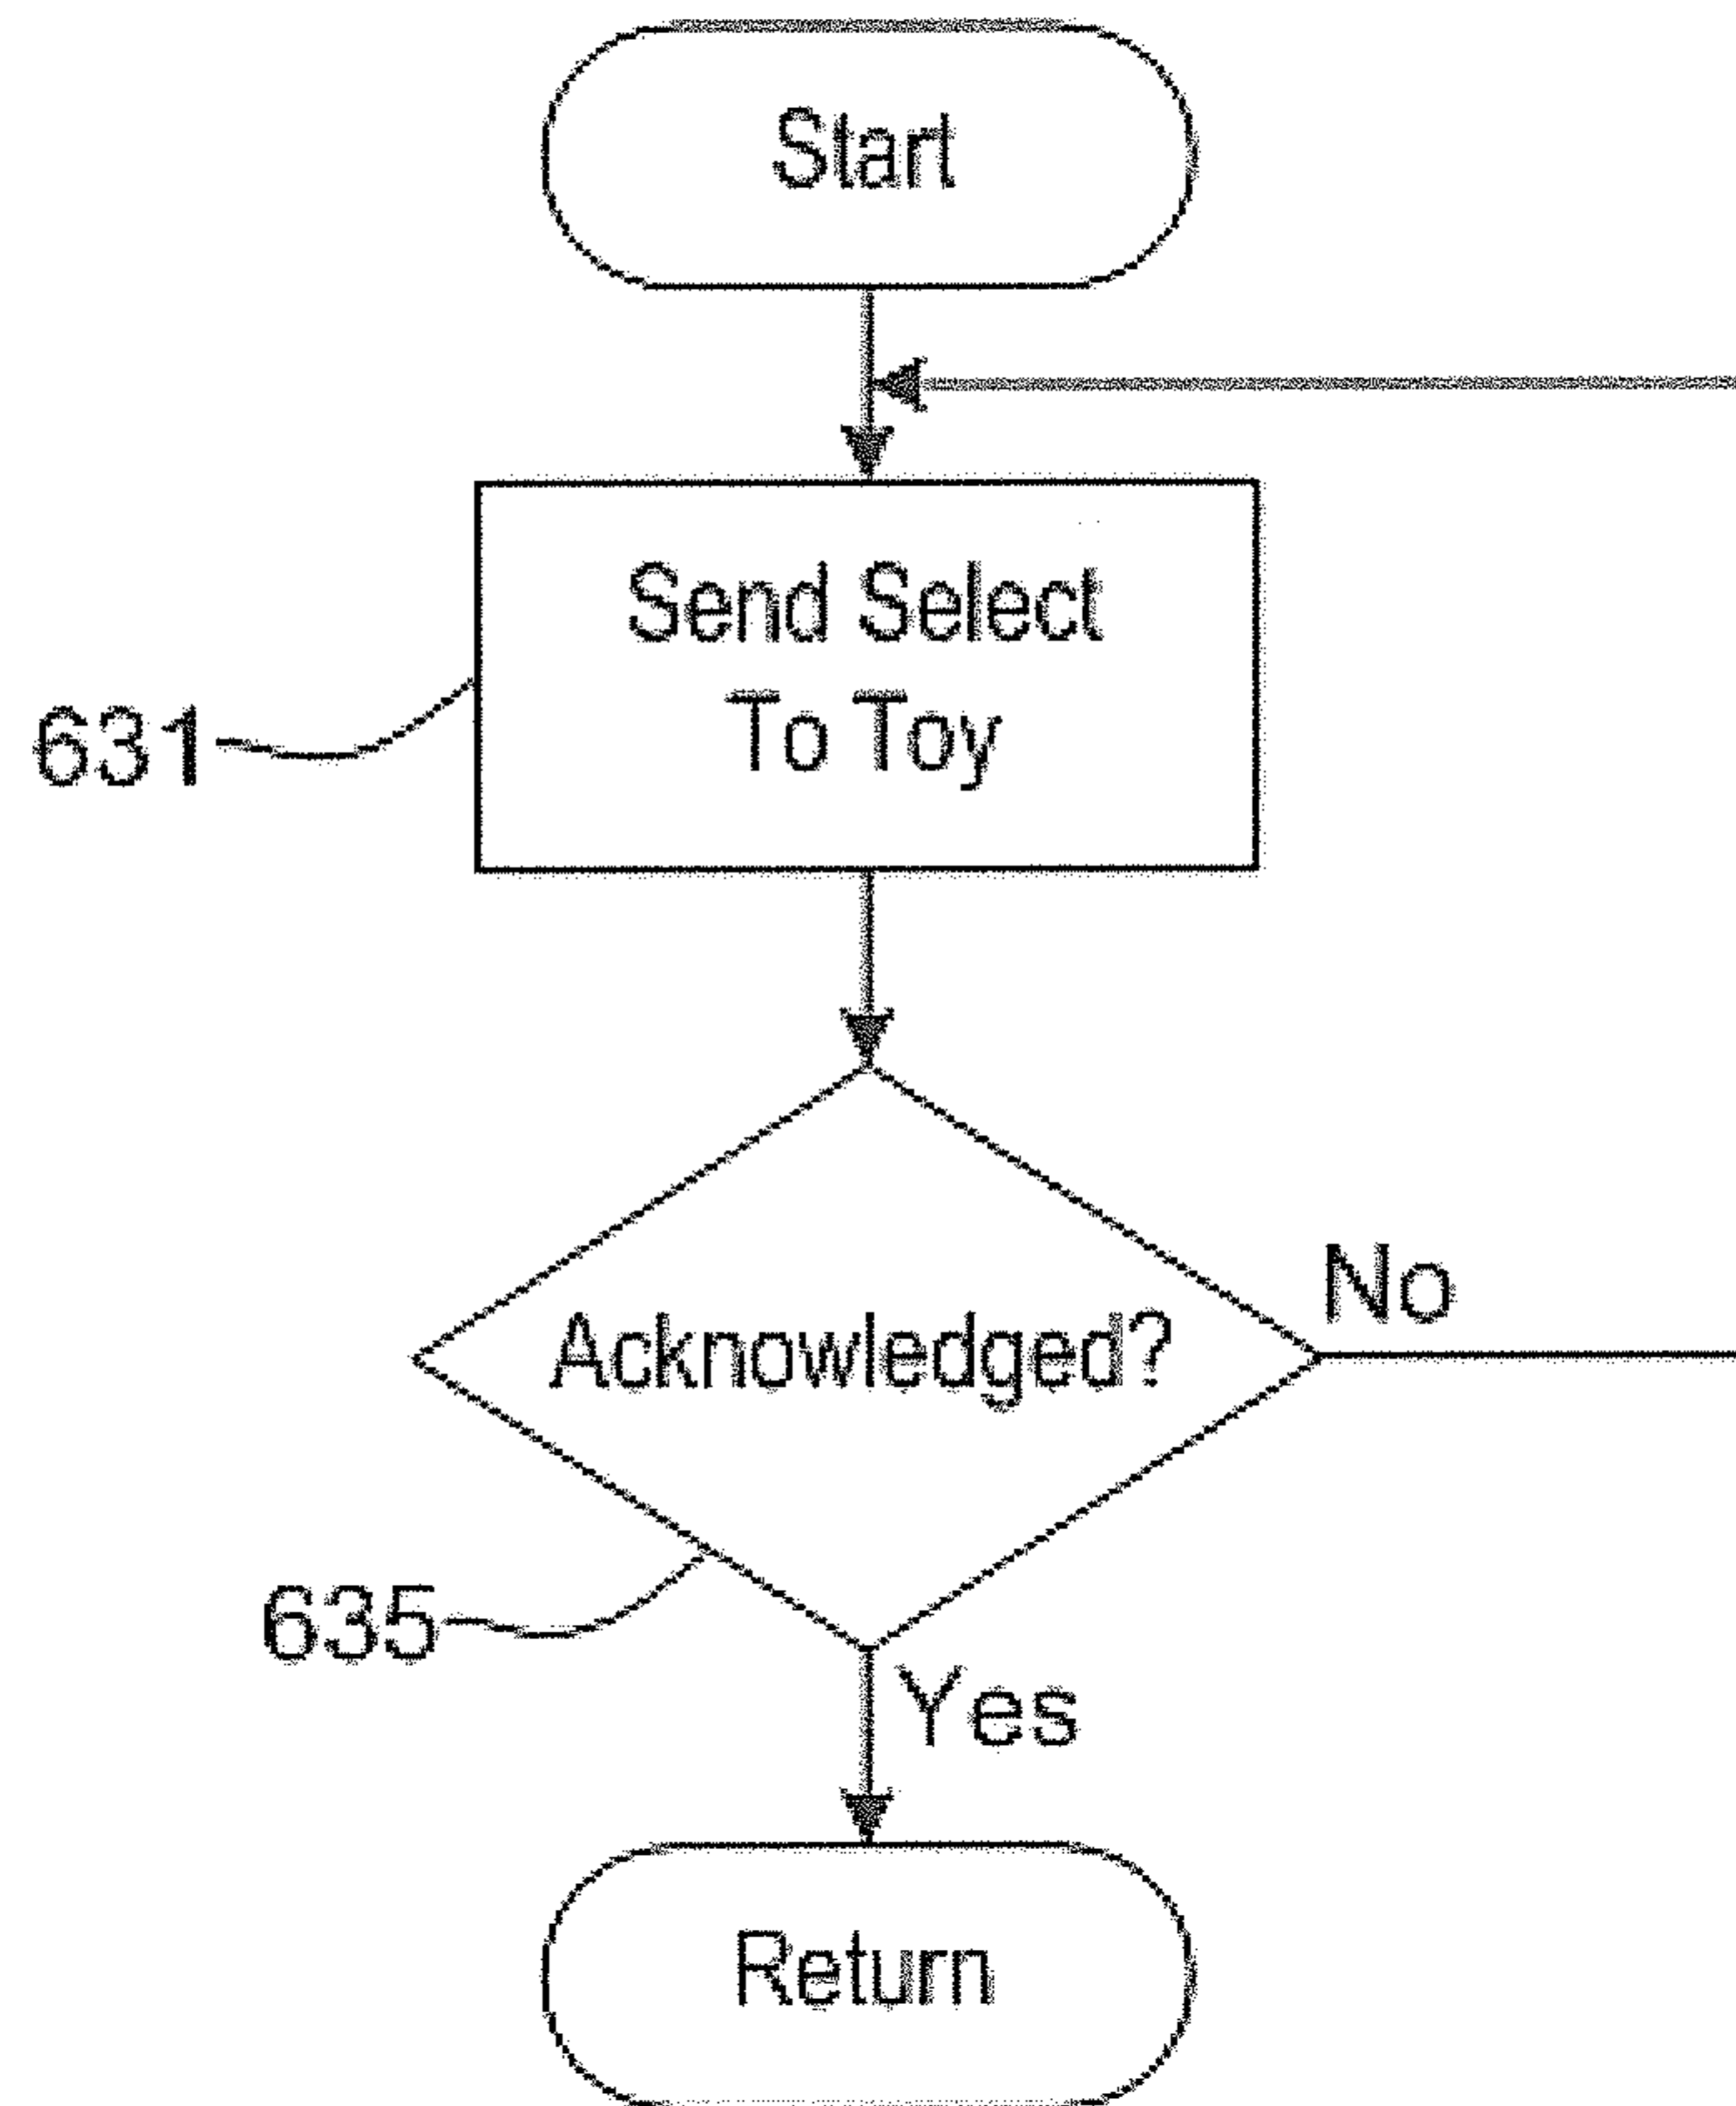 Start
Send Select
To Toy
631
Acknowledged?
No
635
Yes
Return